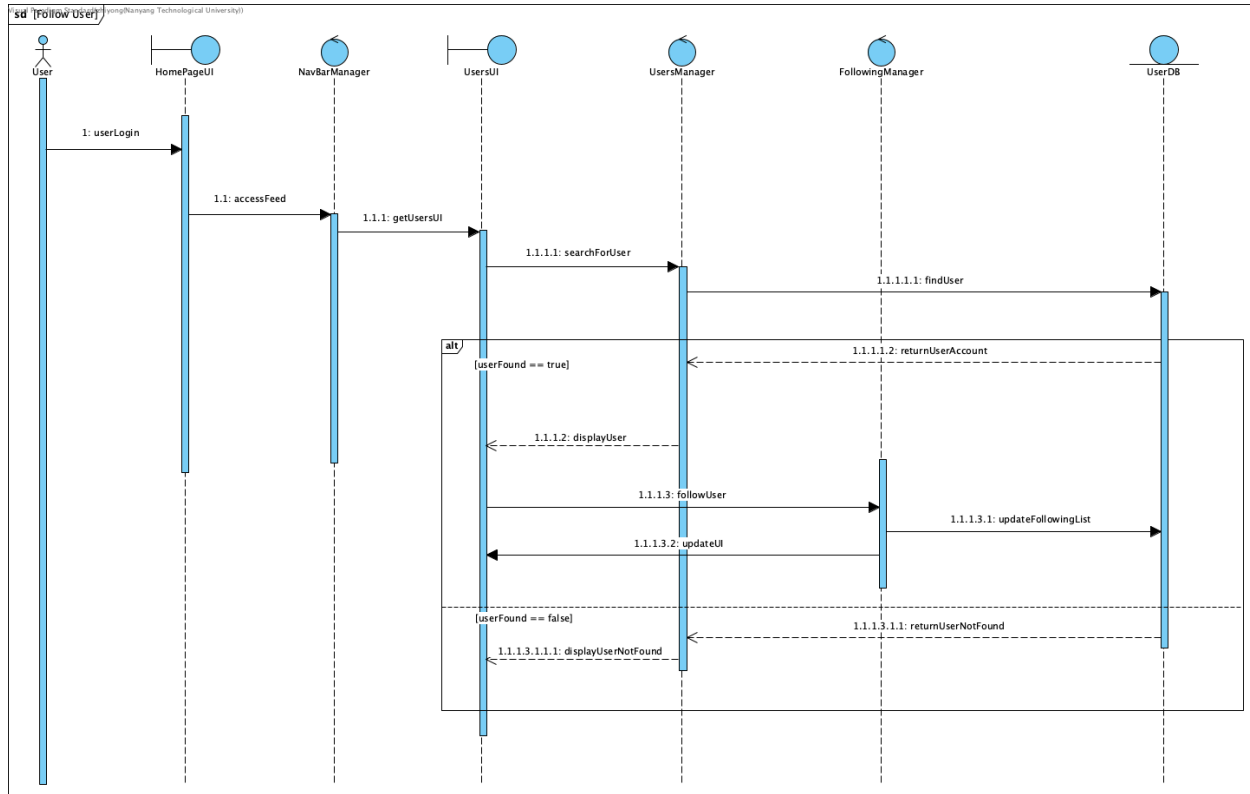 sd [Follow User]
User
HomePageUI
NavBarManager
UsersUI
UsersManager
FollowingManager
UserDB
1: userLogin
1.1: accessFeed
1.1.1: getUsersUI
1.1.1.1: searchForUser
1.1.1.1.1: findUser
alt
1.1.1.1.2: returnUserAccount
[userFound == true]
1.1.1.2: displayUser
1.1.1.3: followUser
1.1.1.3.1: updateFollowingList
1.1.1.3.2: updateUI
[userFound == false]
1.1.1.3.1.1: returnUserNotFound
1.1.1.3.1.1.1: displayUserNotFound
(Nanyang Technological University))